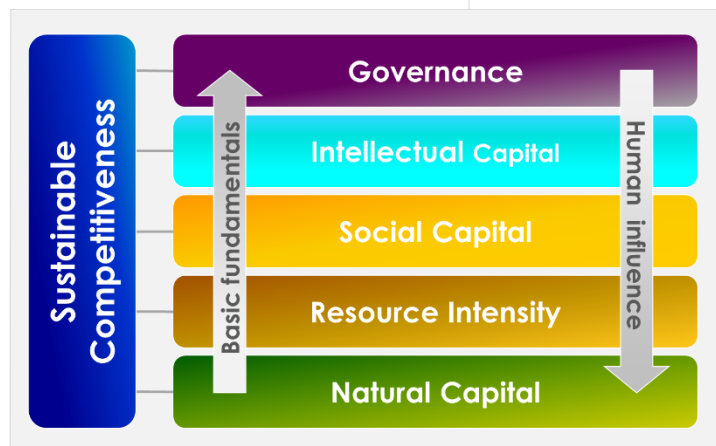 Sustainable
Competitiveness
Governance
Intellectual Capital
Social Capital
Resource Intensity
Natural Capital
Basic fundamentals
Human influence